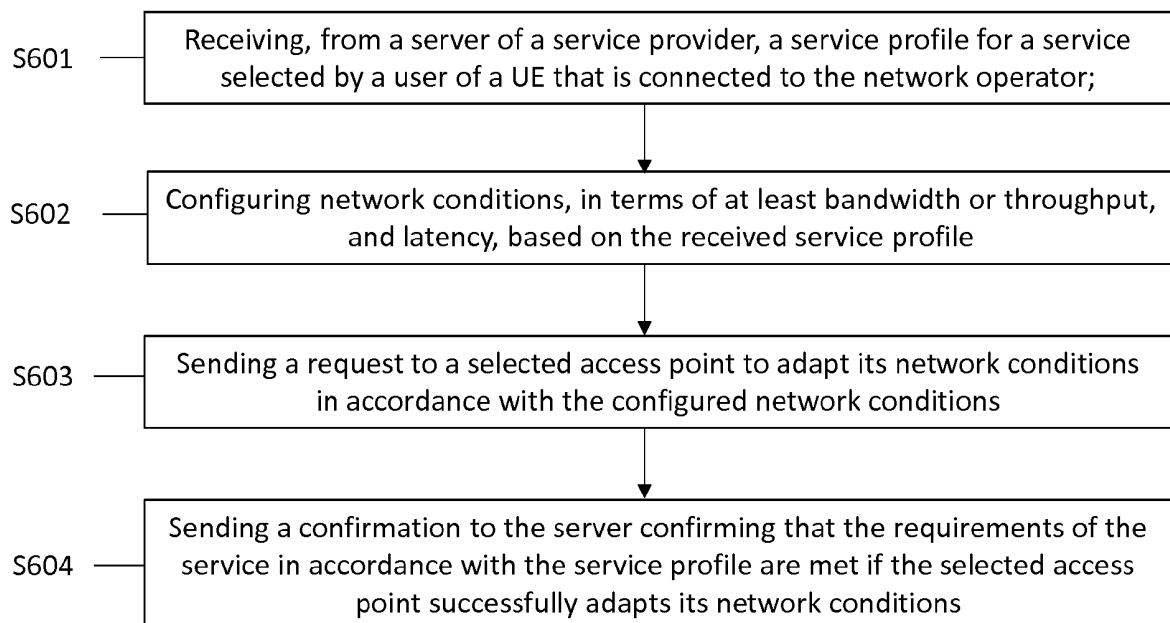 S601
Receiving, from a server of a service provider, a service profile for a service
selected by a user of a UE that is connected to the network operator;
S602
Configuring network conditions, in terms of at least bandwidth or throughput,
and latency, based on the received service profile
S603
Sending a request to a selected access point to adapt its network conditions
in accordance with the configured network conditions
S604
Sending a confirmation to the server confirming that the requirements of the
service in accordance with the service profile are met if the selected access
point successfully adapts its network conditions